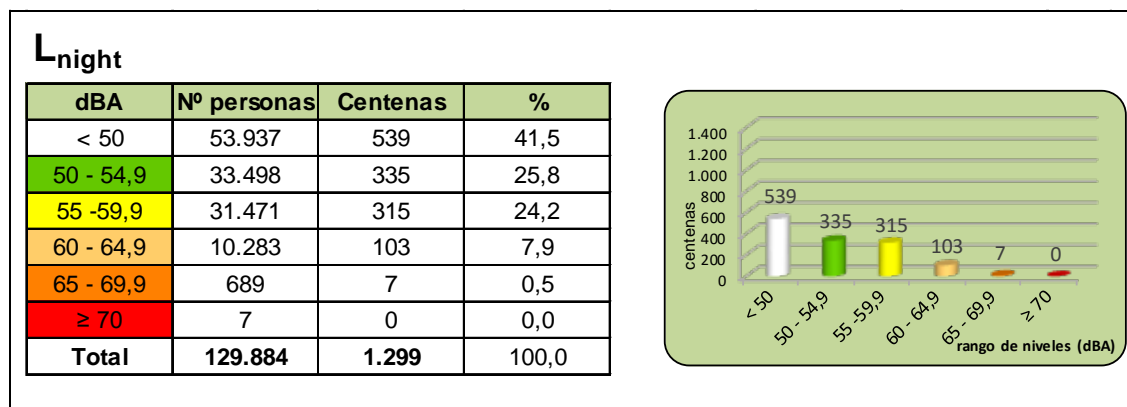 Lnight
dBA Nº personas Centenas %
< 50 53.937 539 41,5
50 - 54,9 33.498 335 25,8
55 -59,9 31.471 315 24,2
60 - 64,9 10.283 103 7,9
65 - 69,9 689 7 0,5
≥ 70 7 0 0,0
Total 129.884 1.299 100,0
1.400
1.200
1.000
800
600
400
200
0
centenas
539
335
315
103
7
0
< 50
50 - 54,9
55 -59,9
60 - 64,9
65 - 69,9
≥ 70
rango de niveles (dBA)